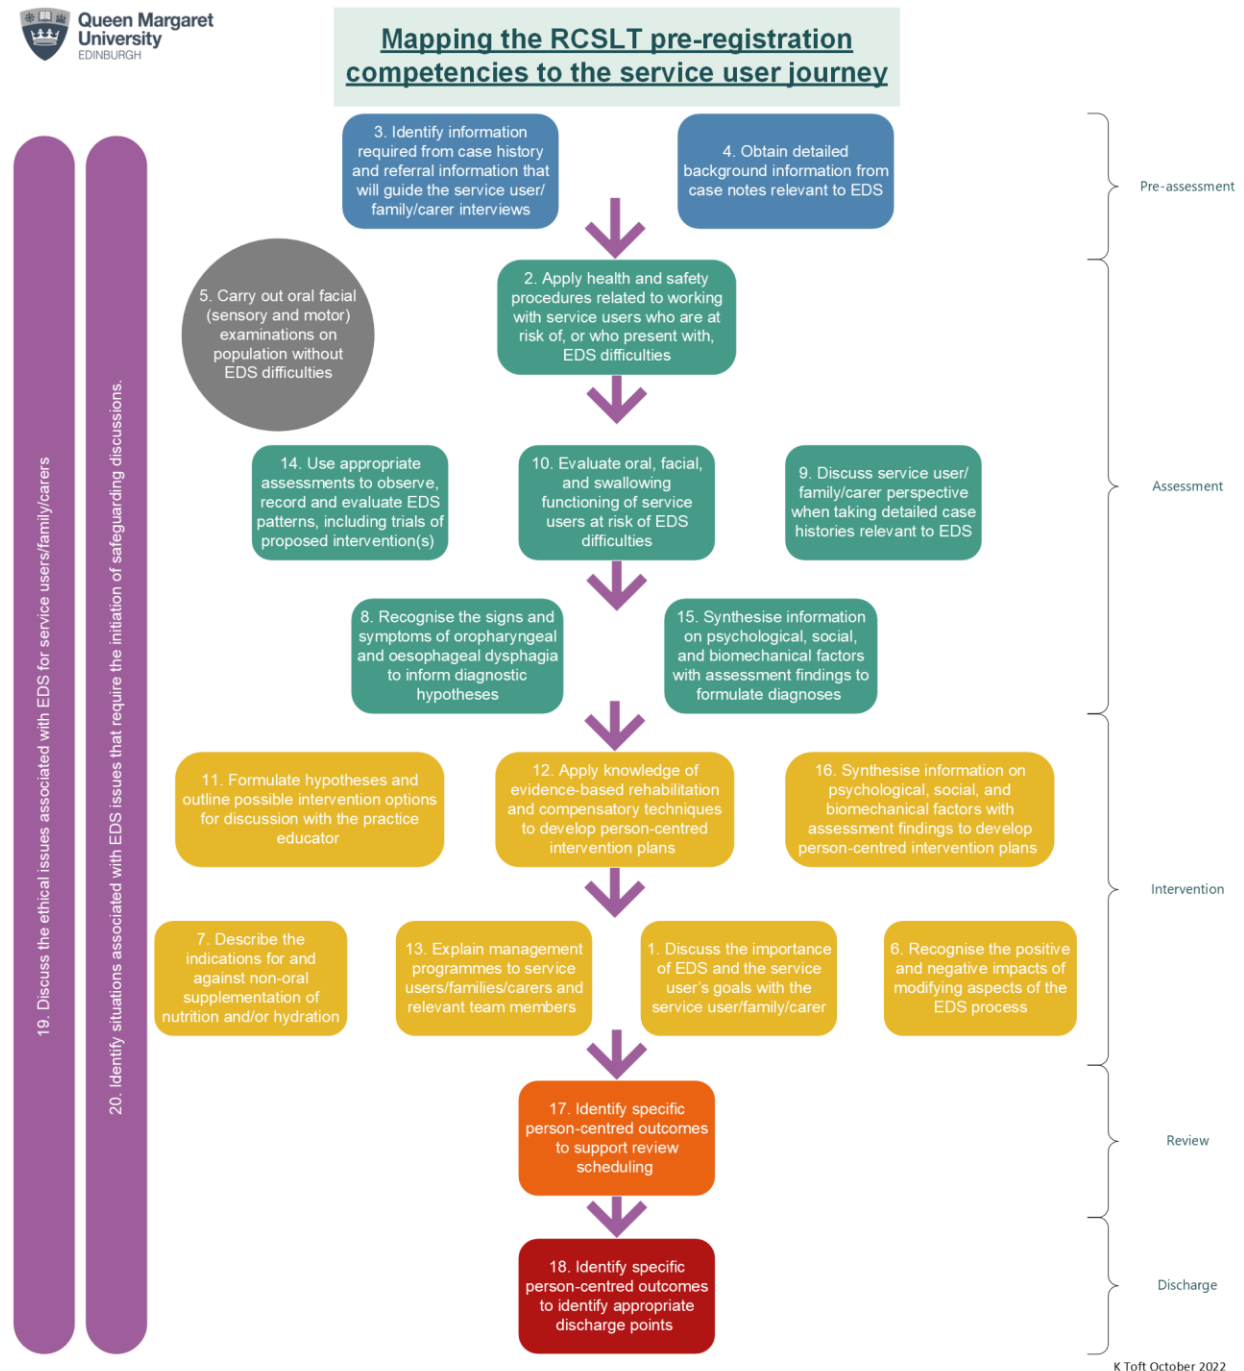 Queen Margaret
University
EDINBURGH
Mapping the RCSLT pre-registration
competencies to the service user journey
19. Discuss the ethical issues associated with EDS for service users/family/carers
20. Identify situations associated with EDS issues that require the initiation of safeguarding discussions.
3. Identify information
required from case history
and referral information that
will guide the service user/
family/carer interviews
4. Obtain detailed
background information from
case notes relevant to EDS
Pre-assessment
5. Carry out oral facial
(sensory and motor)
examinations on
population without
EDS difficulties
2. Apply health and safety
procedures related to working
with service users who are at
risk of, or who present with,
EDS difficulties
14. Use appropriate
assessments to observe,
record and evaluate EDS
patterns, including trials of
proposed intervention(s)
10. Evaluate oral, facial,
and swallowing
functioning of service
users at risk of EDS
difficulties
9. Discuss service user/
family/carer perspective
when taking detailed case
histories relevant to EDS
Assessment
8. Recognise the signs and
symptoms of oropharyngeal
and oesophageal dysphagia
to inform diagnostic
hypotheses
15. Synthesise information
on psychological, social,
and biomechanical factors
with assessment findings to
formulate diagnoses
11. Formulate hypotheses and
outline possible intervention options
for discussion with the practice
educator
12. Apply knowledge of
evidence-based rehabilitation
and compensatory techniques
to develop person-centred
intervention plans
16. Synthesise information on
psychological, social, and
biomechanical factors with
assessment findings to develop
person-centred intervention plans
Intervention
7. Describe the
indications for and
against non-oral
supplementation of
nutrition and/or hydration
13. Explain management
programmes to service
users/families/carers and
relevant team members
1. Discuss the importance
of EDS and the service
user's goals with the
service user/family/carer
6. Recognise the positive
and negative impacts of
modifying aspects of the
EDS process
17. Identify specific
person-centred outcomes
to support review
scheduling
Review
18. Identify specific
person-centred outcomes
to identify appropriate
discharge points
Discharge
K Toft October 2022